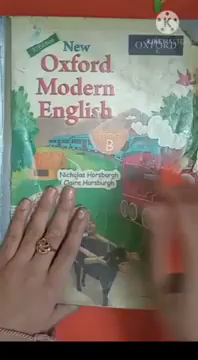 New
OXFORD
Oxford
Modern
English
B
Nicholas Horsburgh
Claire Horsburgh